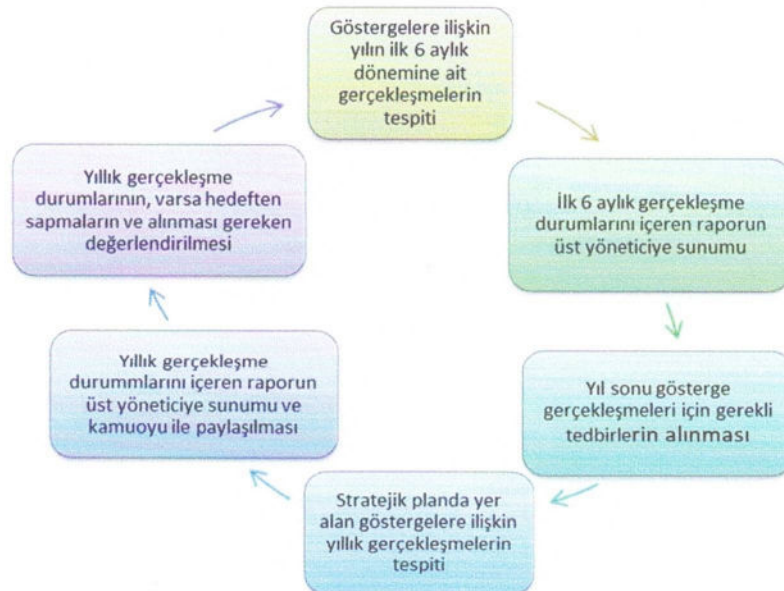 Göstergelere ilişkin
yılın ilk 6 aylık
dönemine ait
gerçekleşmelerin
tespiti
İlk 6 aylık gerçekleşme
durumlarını içeren raporun
üst yöneticiye sunumu
Yıl sonu gösterge
gerçekleşmeleri için gerekli
tedbirlerin alınması
Stratejik planda yer
alan göstergelere ilişkin
yıllık gerçekleşmelerin
tespiti
Yıllık gerçekleşme
durummlarını içeren raporun
üst yöneticiye sunumu ve
kamuoyu ile paylaşılması
Yıllık gerçekleşme
durumlarının, varsa hedeften
sapmaların ve alınması gereken
değerlendirilmesi